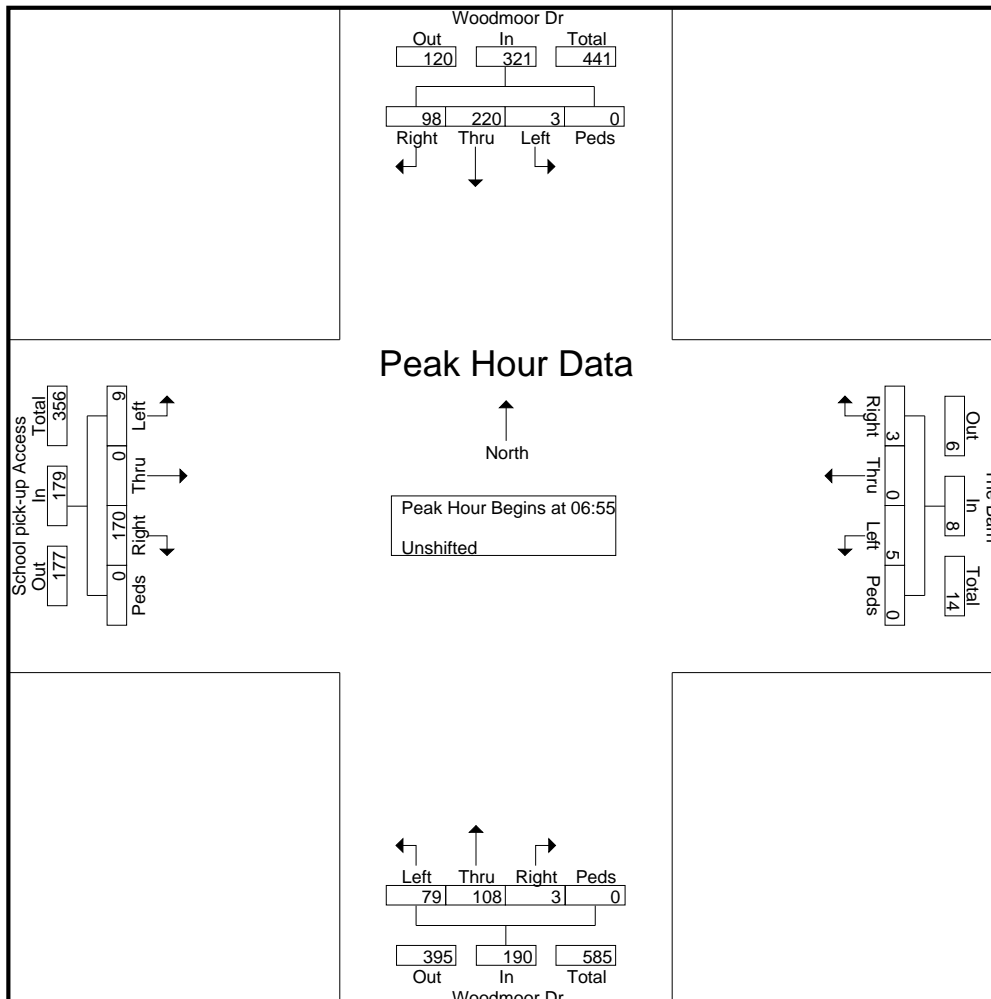 Woodmoor Dr
Out In Total
120 321 441
98 220 3 0
Right Thru Left Peds
Peak Hour Data
North
Peak Hour Begins at 06:55
Unshifted
School pick-up Access
Total In Out
356 179 177
9 0 170 0
Left Thru Right Peds
The
Out In Total
6 8 14
3 0 5 0
Right Thru Left Peds
Left Thru Right Peds
79 108 3 0
395 190 585
Out In Total
Woodmoor Dr